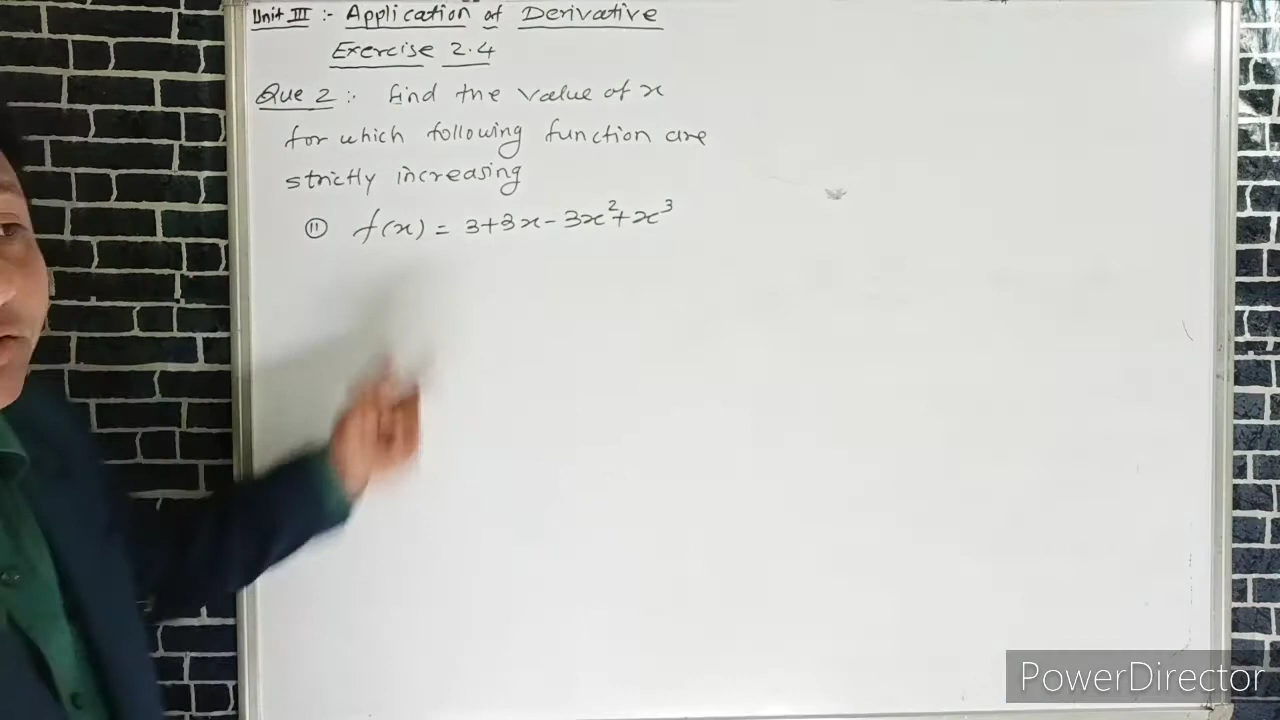 Unit III :- Application of Derivative
Exercise 2.4
Que 2 :- find the value of x
for which following function are
strictly increasing
(ii) f(x) = 3+3x-3x²+x³
PowerDirector